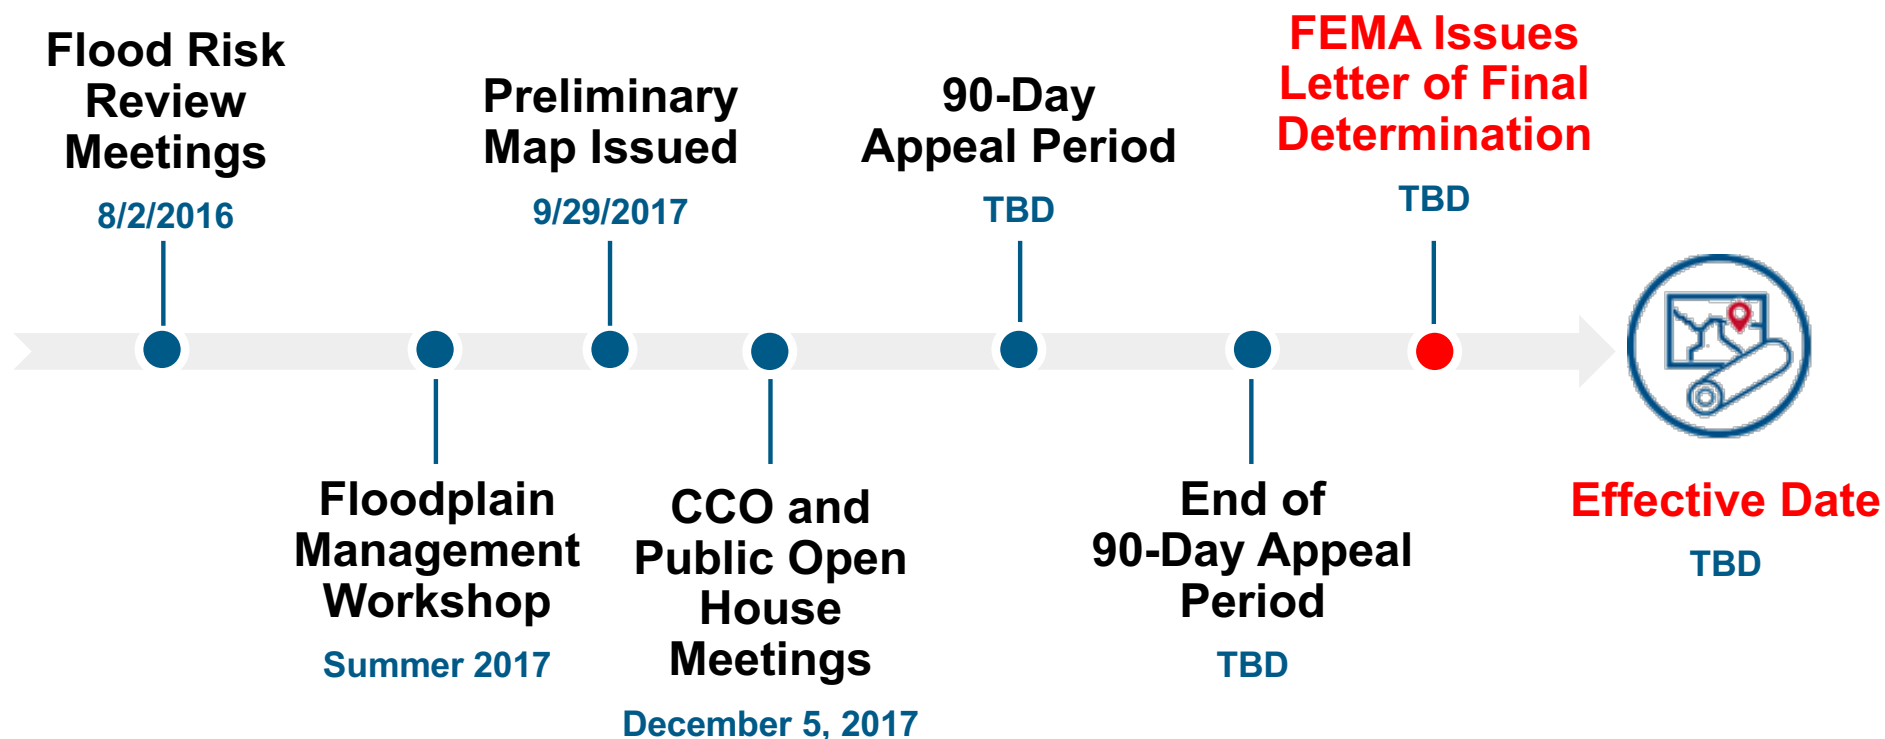 Flood Risk
Review
Meetings
8/2/2016
Floodplain
Management
Workshop
Summer 2017
Preliminary
Map Issued
9/29/2017
CCO and
Public Open
House
Meetings
December 5, 2017
90-Day
Appeal Period
TBD
End of
90-Day Appeal
Period
TBD
FEMA Issues
Letter of Final
Determination
TBD
Effective Date
TBD